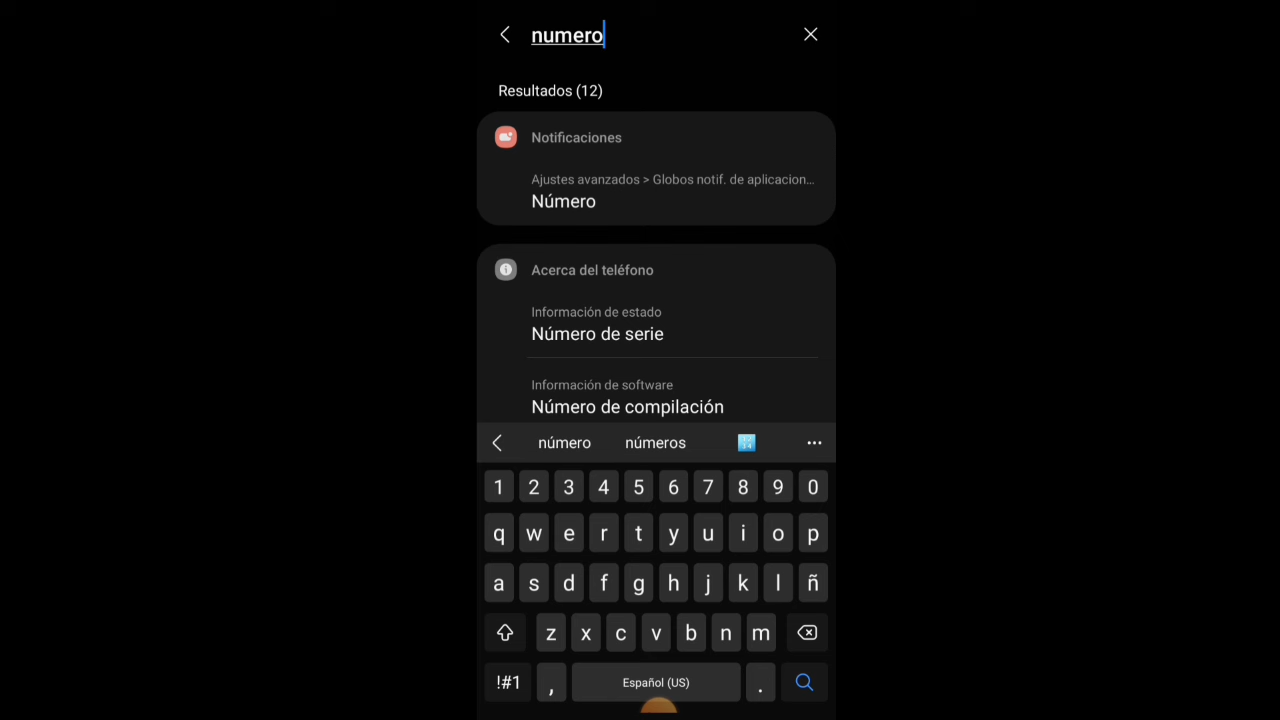 numero
Resultados (12)
Notificaciones
Ajustes avanzados > Globos notif. de aplicacion...
Número
Acerca del teléfono
Información de estado
Número de serie
Información de software
Número de compilación
número números
1 2 3 4 5 6 7 8 9 0
q w e r t y u i o p
a s d f g h j k l ñ
z x c v b n m
!#1 , Español (US) .